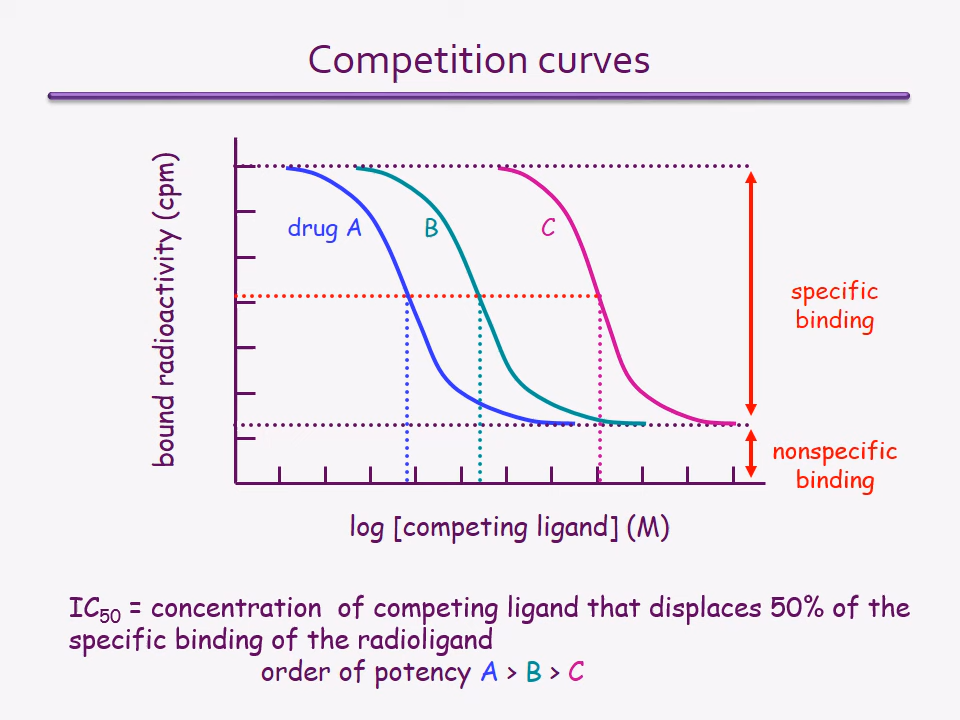 Competition curves
bound radioactivity (cpm)
drug A
B
C
specific
binding
nonspecific
binding
log [competing ligand] (M)
IC50 = concentration of competing ligand that displaces 50% of the
specific binding of the radioligand
order of potency A > B > C